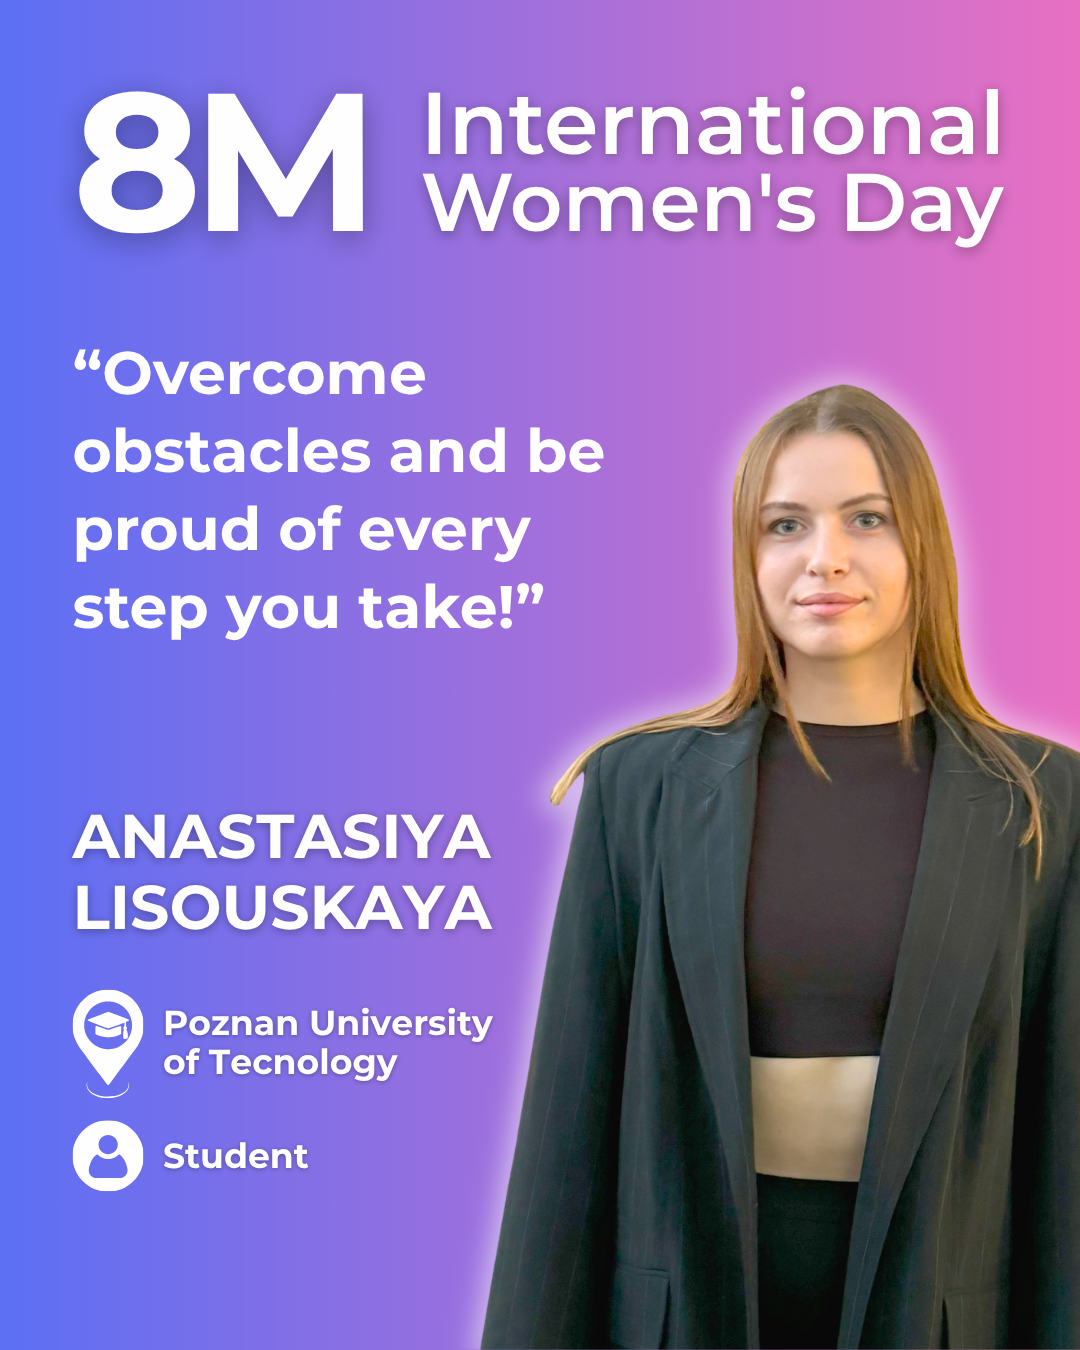 8M
International
Women's Day
“Overcome
obstacles and be
proud of every
step you take!”
ANASTASIYA
LISOUSKAYA
Poznan University
of Tecnology
Student